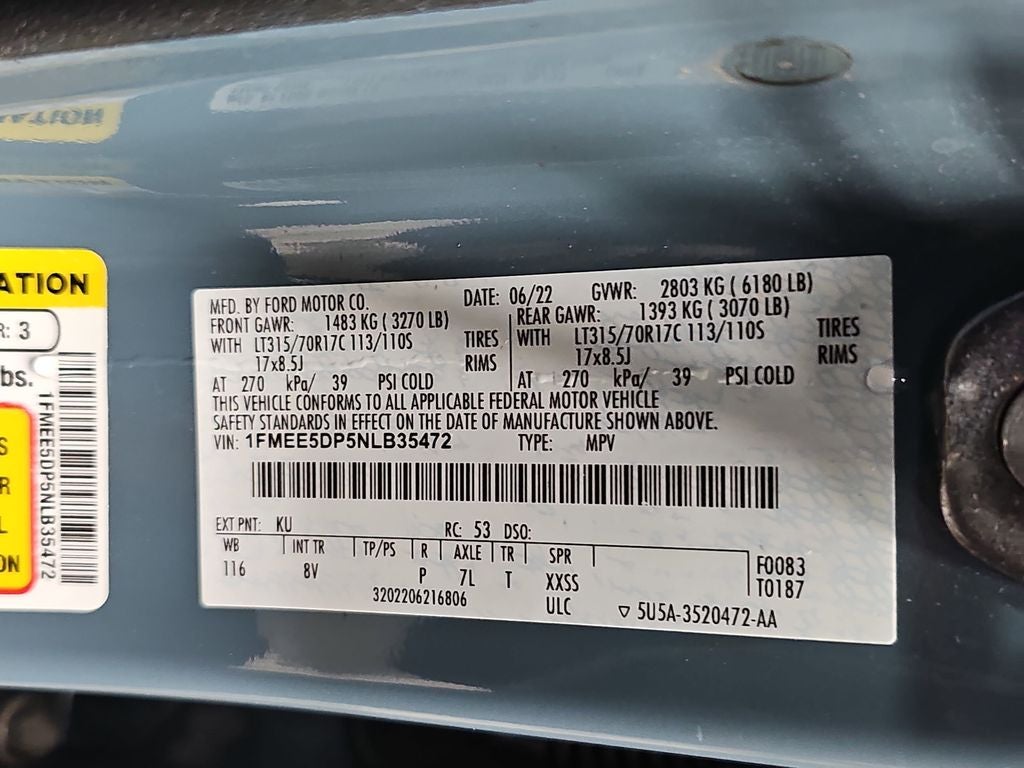 ATION
R: 3
bs.
S
R
L
ON
1FMEE5DP5NLB35472
MFD. BY FORD MOTOR CO. DATE: 06/22 GVWR: 2803 KG ( 6180 LB)
FRONT GAWR: 1483 KG ( 3270 LB) REAR GAWR: 1393 KG ( 3070 LB)
WITH LT315/70R17C 113/110S TIRES WITH LT315/70R17C 113/110S TIRES
17x8.5J RIMS 17x8.5J RIMS
AT 270 kPa/ 39 PSI COLD AT 270 kPa/ 39 PSI COLD
THIS VEHICLE CONFORMS TO ALL APPLICABLE FEDERAL MOTOR VEHICLE
SAFETY STANDARDS IN EFFECT ON THE DATE OF MANUFACTURE SHOWN ABOVE.
VIN: 1FMEE5DP5NLB35472 TYPE: MPV
EXT PNT: KU RC: 53 DSO:
WB INT TR TP/PS R AXLE TR SPR F0083
116 8V P 7L T XXSS T0187
3202206216806 ULC ▽ 5U5A-3520472-AA